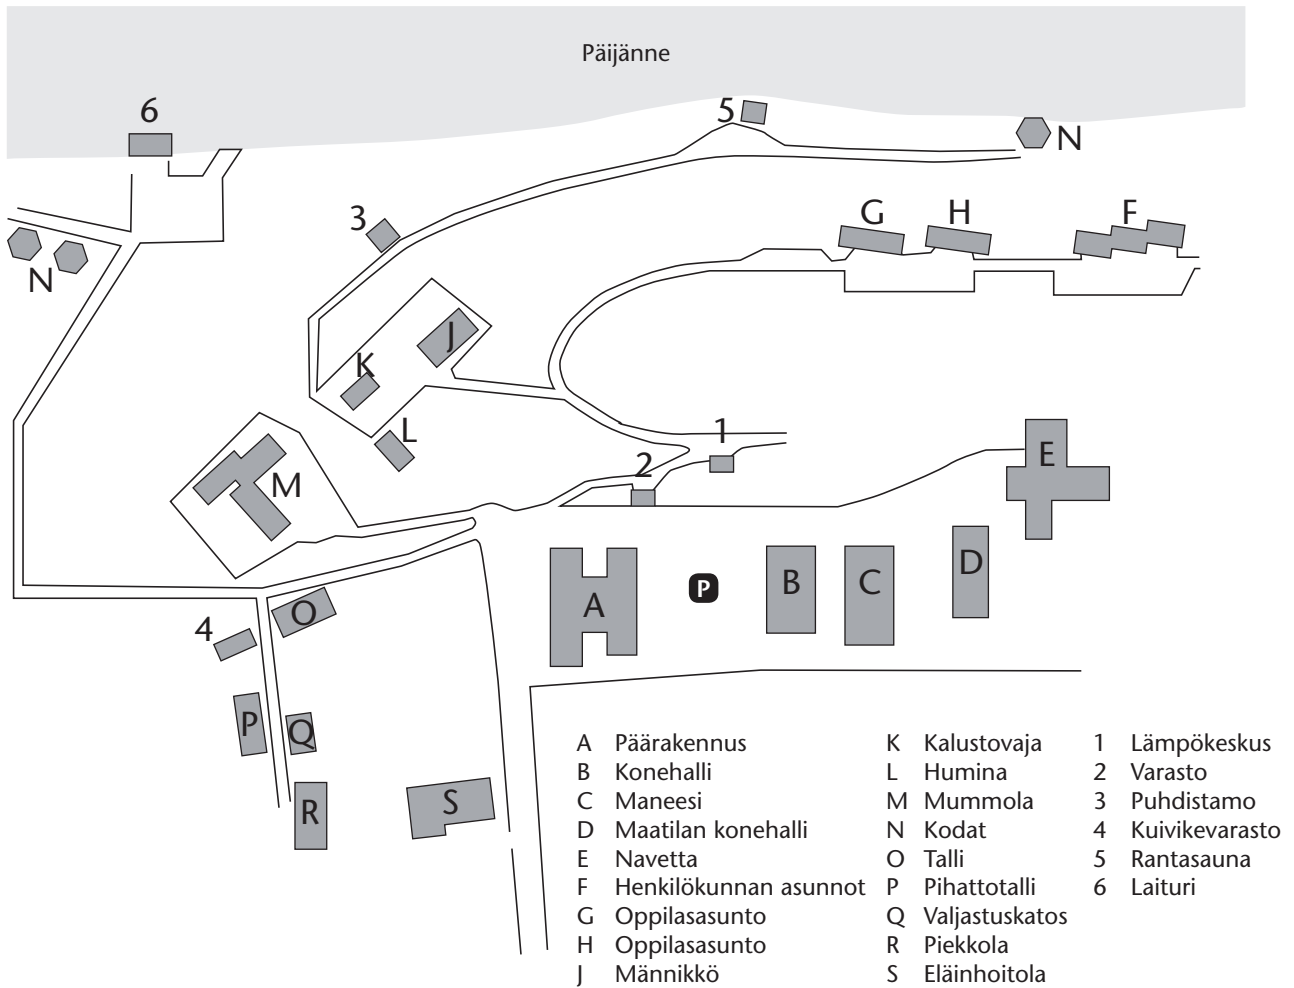 Päijänne
6
5
N
3
G
H
F
N
J
K
L
1
2
E
M
D
A
P
B
C
O
4
P
Q
R
S
A Päärakennus
B Konehalli
C Maneesi
D Maatilan konehalli
E Navetta
F Henkilökunnan asunnot
G Oppilasasunto
H Oppilasasunto
J Männikkö
K Kalustovaja
L Humina
M Mummola
N Kodat
O Talli
P Pihattotalli
Q Valjastuskatos
R Piekkola
S Eläinhoitola
1 Lämpökeskus
2 Varasto
3 Puhdistamo
4 Kuivikevarasto
5 Rantasauna
6 Laituri